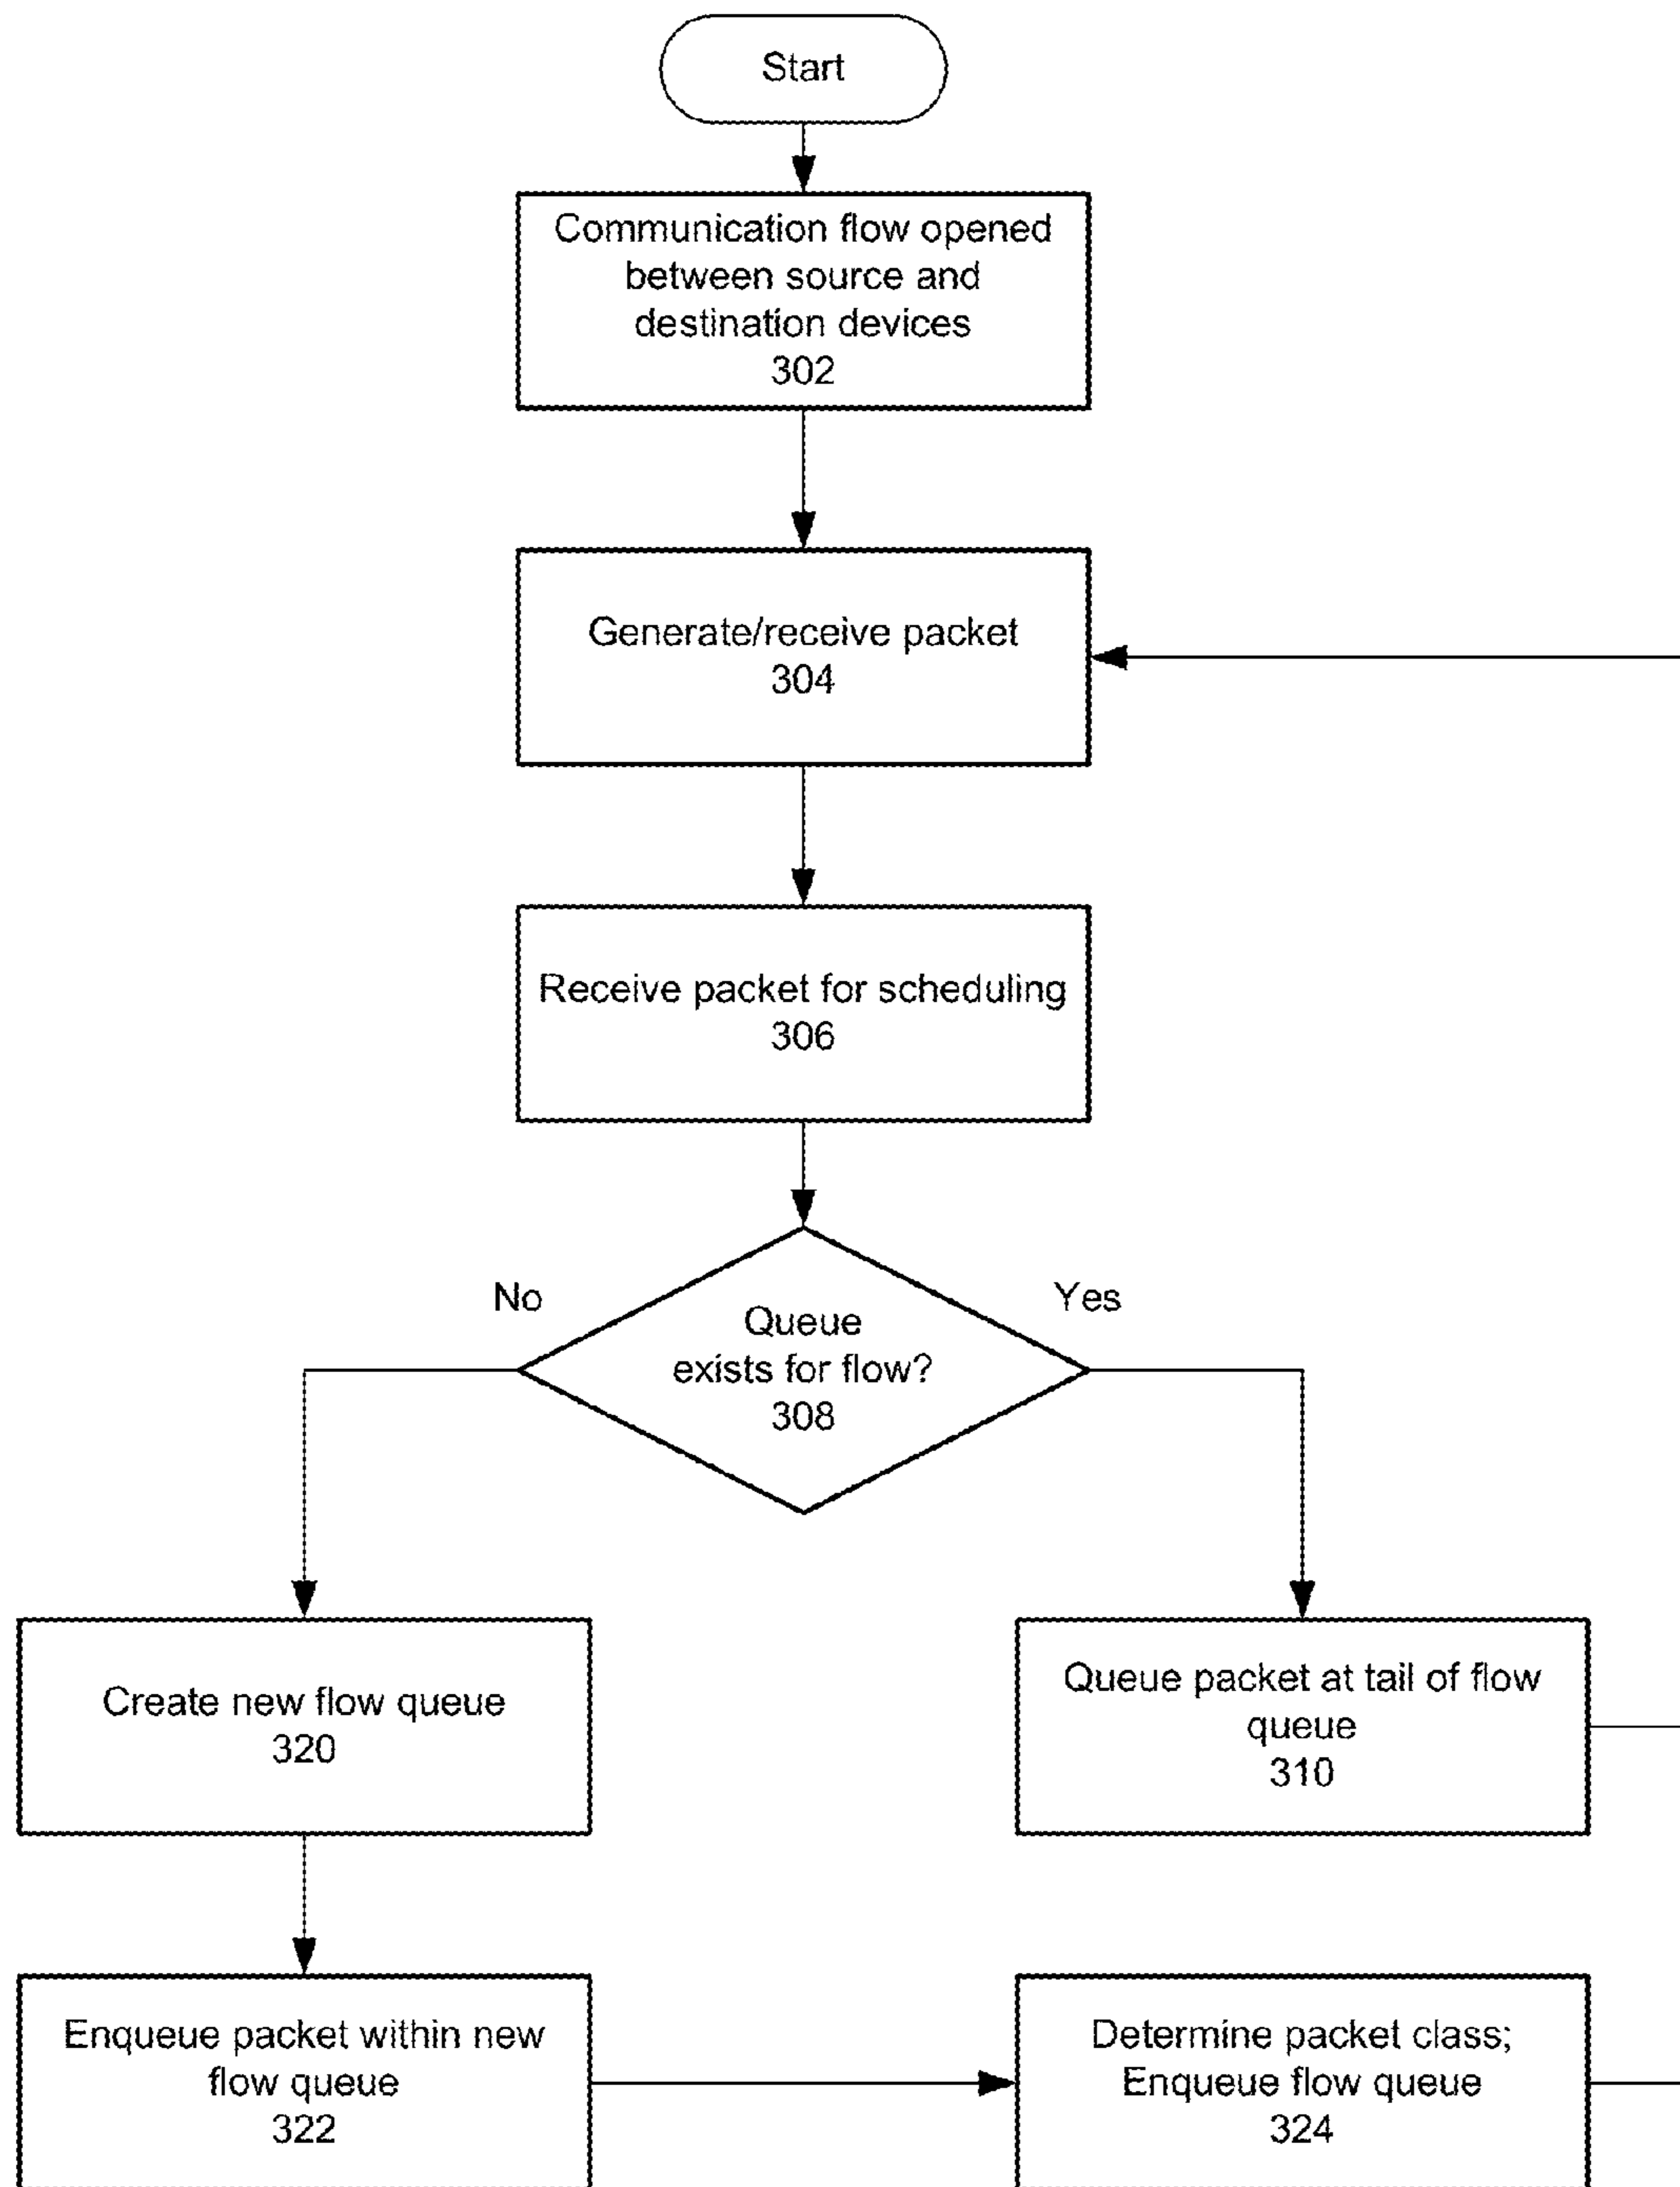 Start
Communication flow opened
between source and
destination devices
302
Generate/receive packet
304
Receive packet for scheduling
306
No
Yes
Queue
exists for flow?
308
Create new flow queue
320
Queue packet at tail of flow
queue
310
Enqueue packet within new
flow queue
322
Determine packet class;
Enqueue flow queue
324